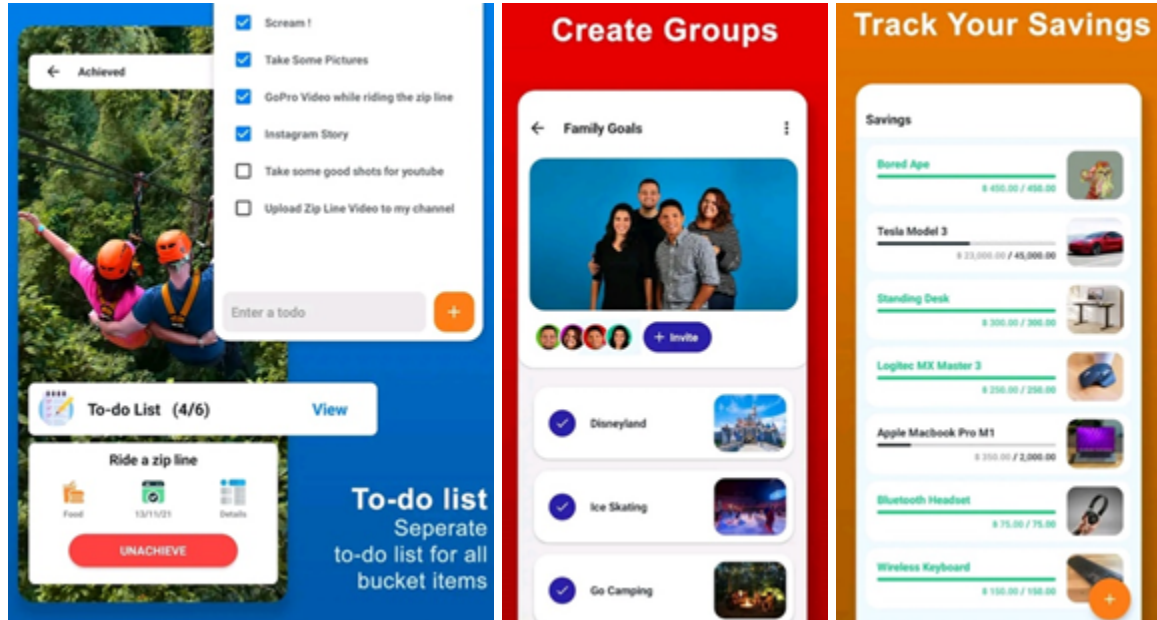 Scream !
Take Some Pictures
GoPro Video while riding the zip line
Instagram Story
Take some good shots for youtube
Upload Zip Line Video to my channel
Enter a todo
+
Achieved
To-do List (4/6) View
Ride a zip line
Food 13/11/21 Details
UNACHIEVE
To-do list
Seperate
to-do list for all
bucket items
Create Groups
Family Goals
+ Invite
Disneyland
Ice Skating
Go Camping
Track Your Savings
Savings
Bored Ape
450.00 / 450.00
Tesla Model 3
23,000.00 / 45,000.00
Standing Desk
300.00 / 300.00
Logitec MX Master 3
250.00 / 250.00
Apple Macbook Pro M1
350.00 / 2,000.00
Bluetooth Headset
75.00 / 75.00
Wireless Keyboard
150.00 / 150.00
+